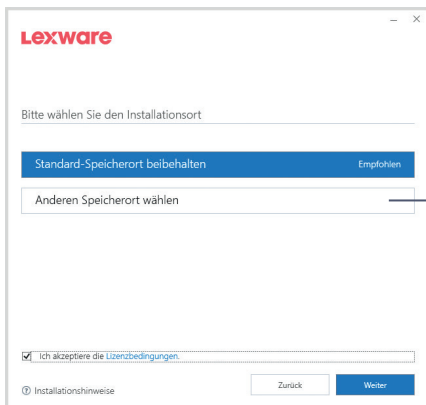 Lexware
Bitte wählen Sie den Installationsort
Standard-Speicherort beibehalten Empfohlen
Anderen Speicherort wählen
Ich akzeptiere die Lizenzbedingungen.
Installationshinweise Zurück Weiter